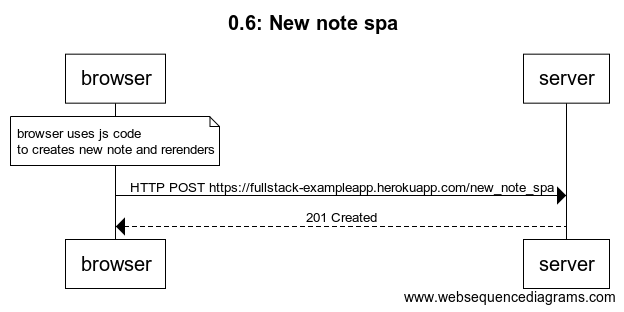 0.6: New note spa
browser
server
browser uses js code
to creates new note and rerenders
HTTP POST https://fullstack-exampleapp.herokuapp.com/new_note_spa
201 Created
browser
server
www.websequencediagrams.com